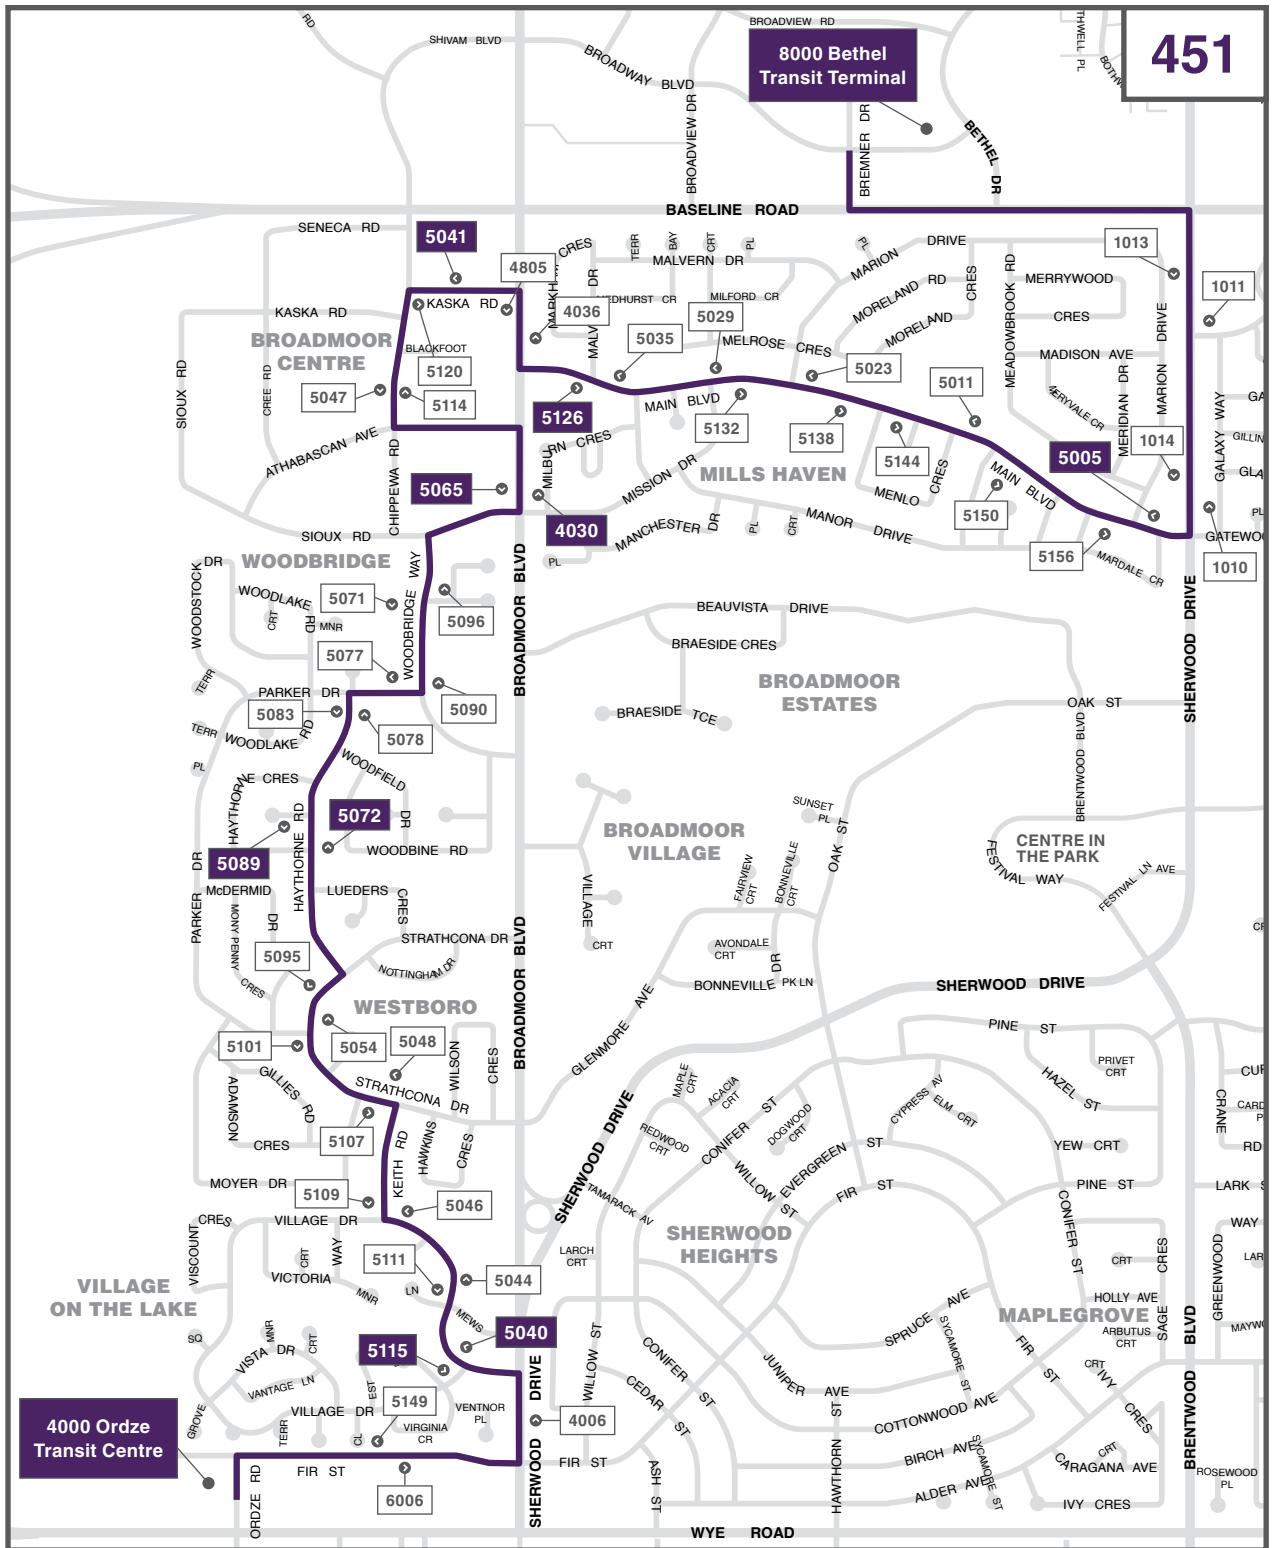 RD
SHIVAM BLVD
BROADWAY BLVD
BROADVIEW RD
8000 Bethel
Transit Terminal
451
BROADVIEW DR
BREMNER DR
BETHEL DR
BASELINE ROAD
SENECA RD
5041
4805
KASKA RD
KASKA RD
BROADMOOR
CENTRE
BLACKFOOT
5120
5047
5114
SIOUX RD
CREE RD
ATHABASCAN AVE
CHIPPEWA RD
5065
SIOUX RD
CRES
TERR
BAY
CRT
PL
MALVERN DR
DR
4036
MILFORD CR
5029
5035
MELROSE CRES
5023
5126
MAIN BLVD
5132
5138
5144
5011
PL
MARION DRIVE
MORELAND RD
MORELAND CRES
MEADOWBROOK RD
MERRYWOOD
CRES
MADISON AVE
MERIDIAN DR
MARION DRIVE
1013
1011
1014
5005
GALAXY WAY
PL
1010
MISSION DR
MILLS HAVEN
MENLO CRES
5150
MAIN BLVD
5156
MARDALE CR
4030
MANCHESTER DR
PL
CRT
MANOR DRIVE
PL
WOODBRIDGE
WOODSTOCK DR
WOODLAKE RD
CRT
MNR
5071
5077
WOODBRIDGE WAY
5096
5090
PARKER DR
5083
5078
TERR
TERR
WOODLAKE RD
PL
BROADMOOR BLVD
BEAUVISTA DRIVE
BRAESIDE CRES
BRAESIDE TCE
BROADMOOR
ESTATES
OAK ST
BRENTWOOD BLVD
SHERWOOD DRIVE
WOODFIELD DR
5072
WOODBINE RD
5089
HAYTHORNE CRES
HAYTHORNE RD
PARKER DR
McDERMID DR
MONY PENNY CRES
LUEDERS CRES
STRATHCONA DR
NOTTINGHAM DR
5095
WESTBORO
5101
5054
5048
BROADMOOR BLVD
BROADMOOR
VILLAGE
VILLAGE CRT
SUNSET PL
OAK ST
FAIRVIEW CRT
BONNEVILLE CRT
AVONDALE CRT
BONNEVILLE DR
PK LN
GLENMORE AVE
CENTRE IN
THE PARK
FESTIVAL WAY
FESTIVAL LN
AVE
SHERWOOD DRIVE
ADAMSON CRES
GILLIES RD
STRATHCONA DR
WILSON CRES
5107
KEITH RD
HAWKINS CRES
MOYER DR
5109
5046
SHERWOOD DRIVE
MAPLE CRT
ACACIA CRT
REDWOOD CRT
CONIFER ST
DOGWOOD CRT
WILLOW ST
EVERGREEN ST
FIR ST
CYPRESS AV
ELM CRT
TAMARACK AV
LARCH CRT
SHERWOOD
HEIGHTS
PINE ST
HAZEL ST
PRIVET CRT
YEW CRT
PINE ST
CONIFER ST
CRANE
RD
LARK
WAY
GREENWOOD
VISCOUNT CRES
VILLAGE DR
CRT
WAY
VICTORIA
MNR
LN
MEWS
5111
5044
5040
5115
VILLAGE
ON THE LAKE
SQ
VISTA DR
MNR
CRT
VANTAGE LN
GROVE
TERR
VILLAGE DR
CL
EST
5149
VIRGINIA CR
VENTNOR PL
4006
4000 Ordze
Transit Centre
ORDZE RD
FIR ST
6006
SHERWOOD DRIVE
FIR ST
WILLOW ST
CONIFER ST
CEDAR ST
ASH ST
JUNIPER AVE
HAWTHORN ST
SPRUCE AVE
SYCAMORE ST
COTTONWOOD AVE
BIRCH AVE
ALDER AVE
SYCAMORE ST
FIR ST
MAPLEGROVE
CRT
HOLLY AVE
ARBUTUS CRT
SAGE CRES
CRT
IVY CRES
CRT
CARAGANA AVE
IVY CRES
BRENTWOOD BLVD
ROSEWOOD PL
WYE ROAD